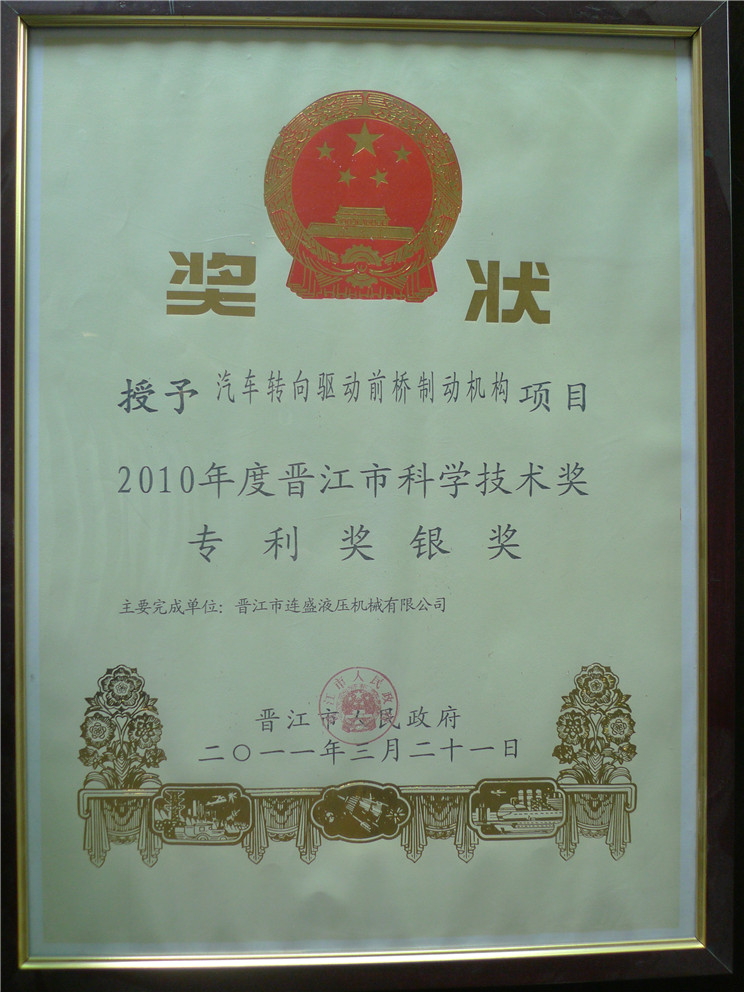 奖状
授予 汽车转向驱动前桥制动机构 项目
2010年度晋江市科学技术奖
专利奖银奖
主要完成单位：晋江市连盛液压机械有限公司
晋江市人民政府
二〇一一年三月二十一日